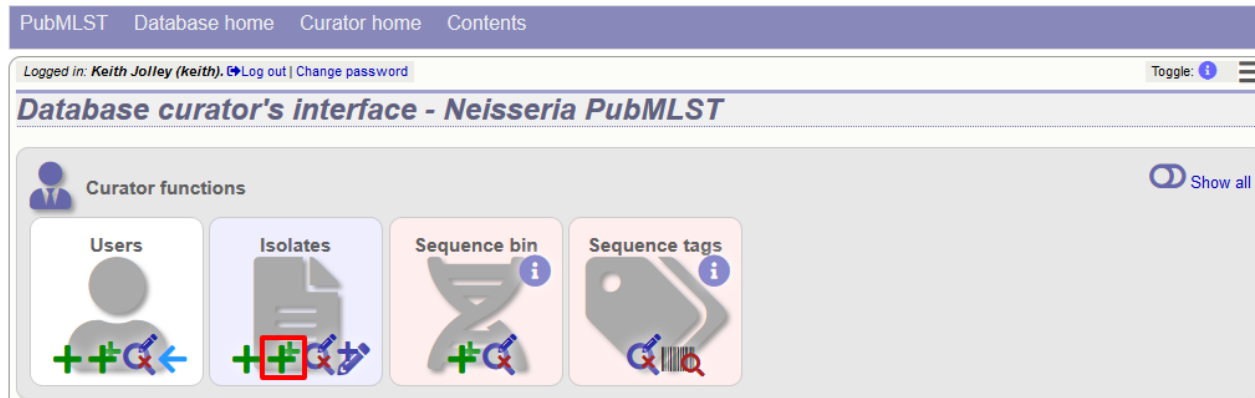 PubMLST Database home Curator home Contents
Logged in: Keith Jolley (keith). Log out | Change password Toggle: i
Database curator's interface - Neisseria PubMLST
Curator functions Show all
Users Isolates Sequence bin Sequence tags
i i